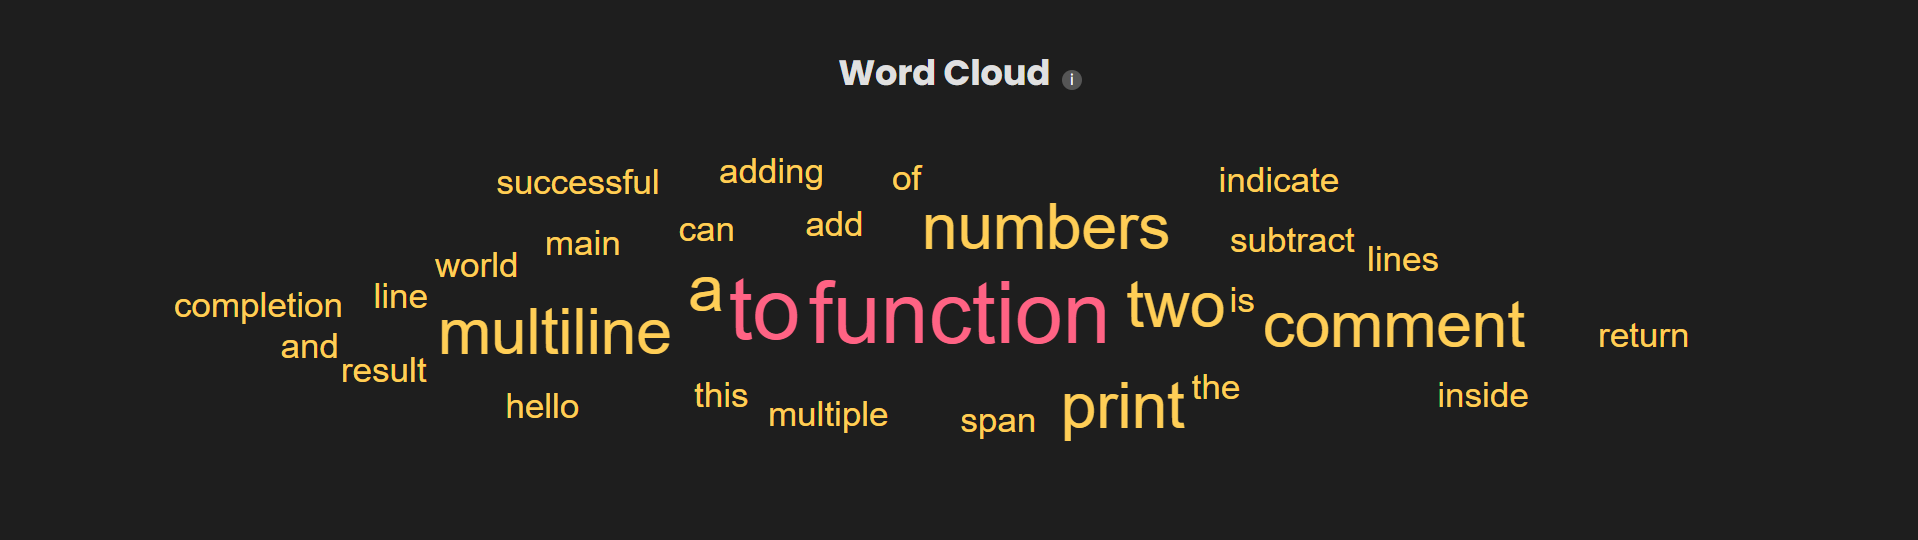 Word Cloud i
successful adding of indicate
main can add numbers subtract
world lines
completion line multiline a to function two is comment return
and
result
hello this multiple span print the inside